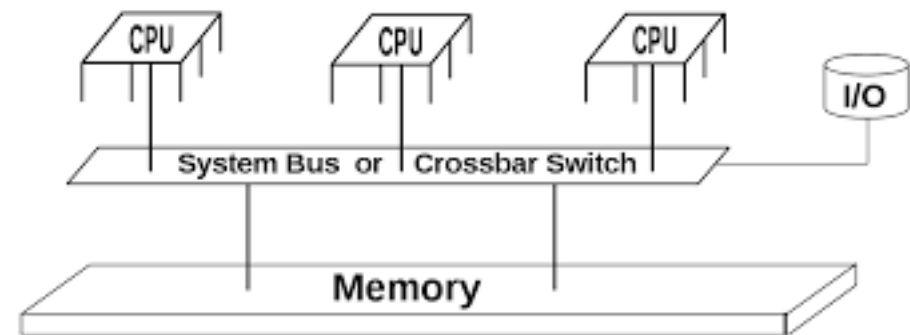 CPU
CPU
CPU
I/O
System Bus or Crossbar Switch
Memory